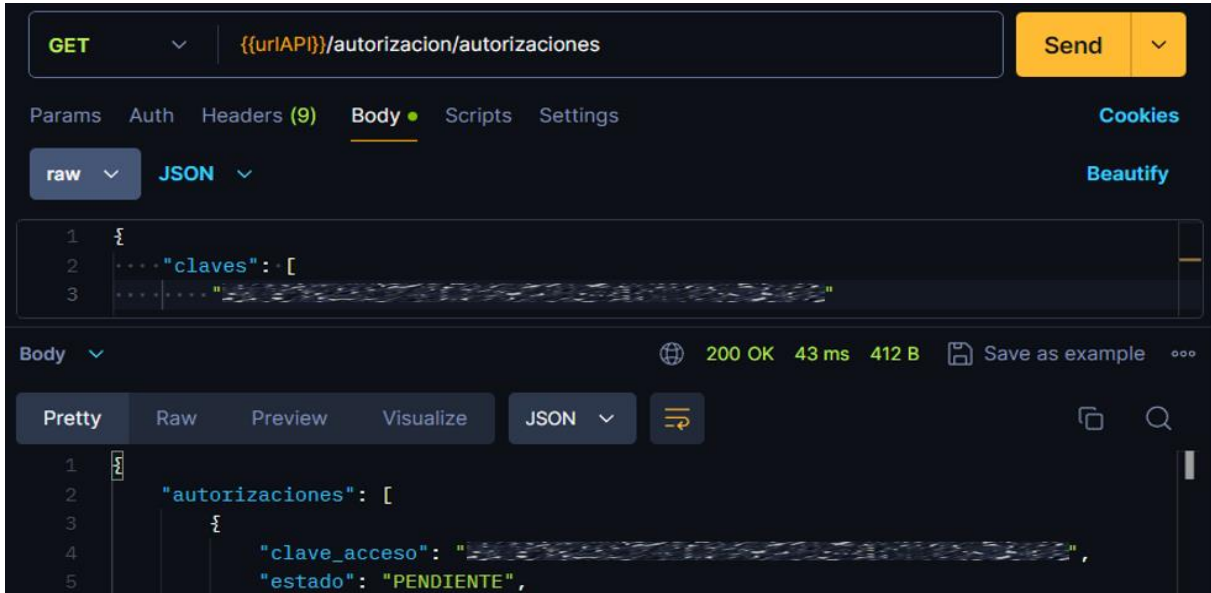 GET {{urlAPI}}/autorizacion/autorizaciones Send
Params Auth Headers (9) Body Scripts Settings Cookies
raw JSON Beautify
1 {
2 "claves": [
3 " "
Body 200 OK 43 ms 412 B Save as example
Pretty Raw Preview Visualize JSON
1 {
2 "autorizaciones": [
3 {
4 "clave_acceso": " ",
5 "estado": "PENDIENTE",